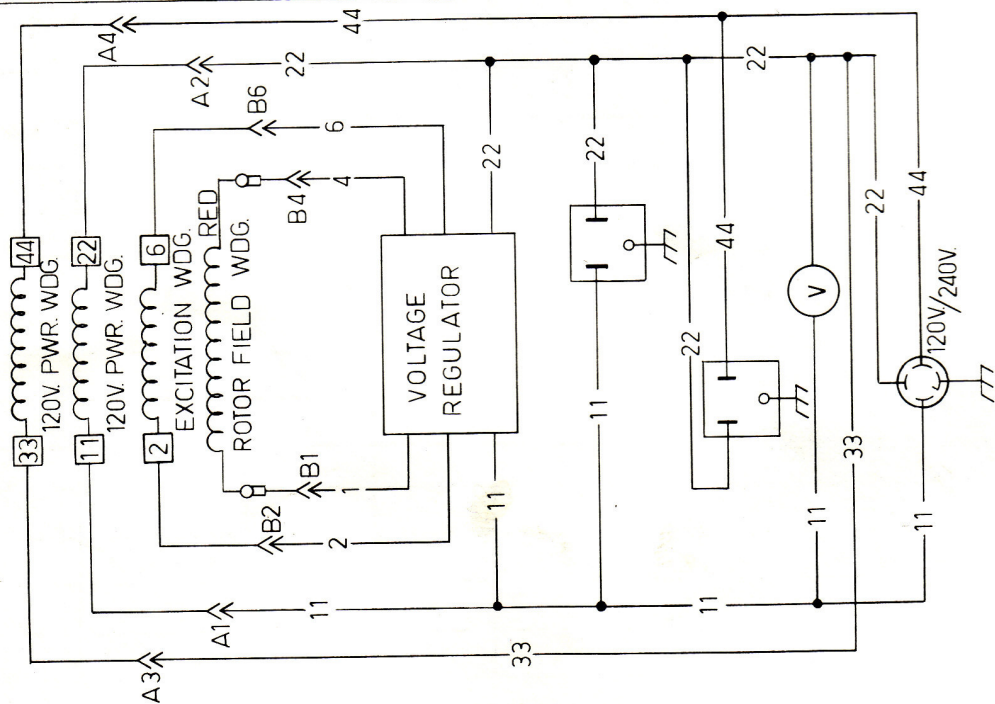 44
A4
22
A2
B6
6
RED
4
B4
44
120V. PWR. WDG.
33
22
120V. PWR. WDG.
11
6
EXCITATION WDG.
2
ROTOR FIELD WDG.
B1
1
B2
2
VOLTAGE
REGULATOR
22
11
A1
11
A3
33
22
11
22
44
22
11
V
11
33
22
44
11
120V/240V.